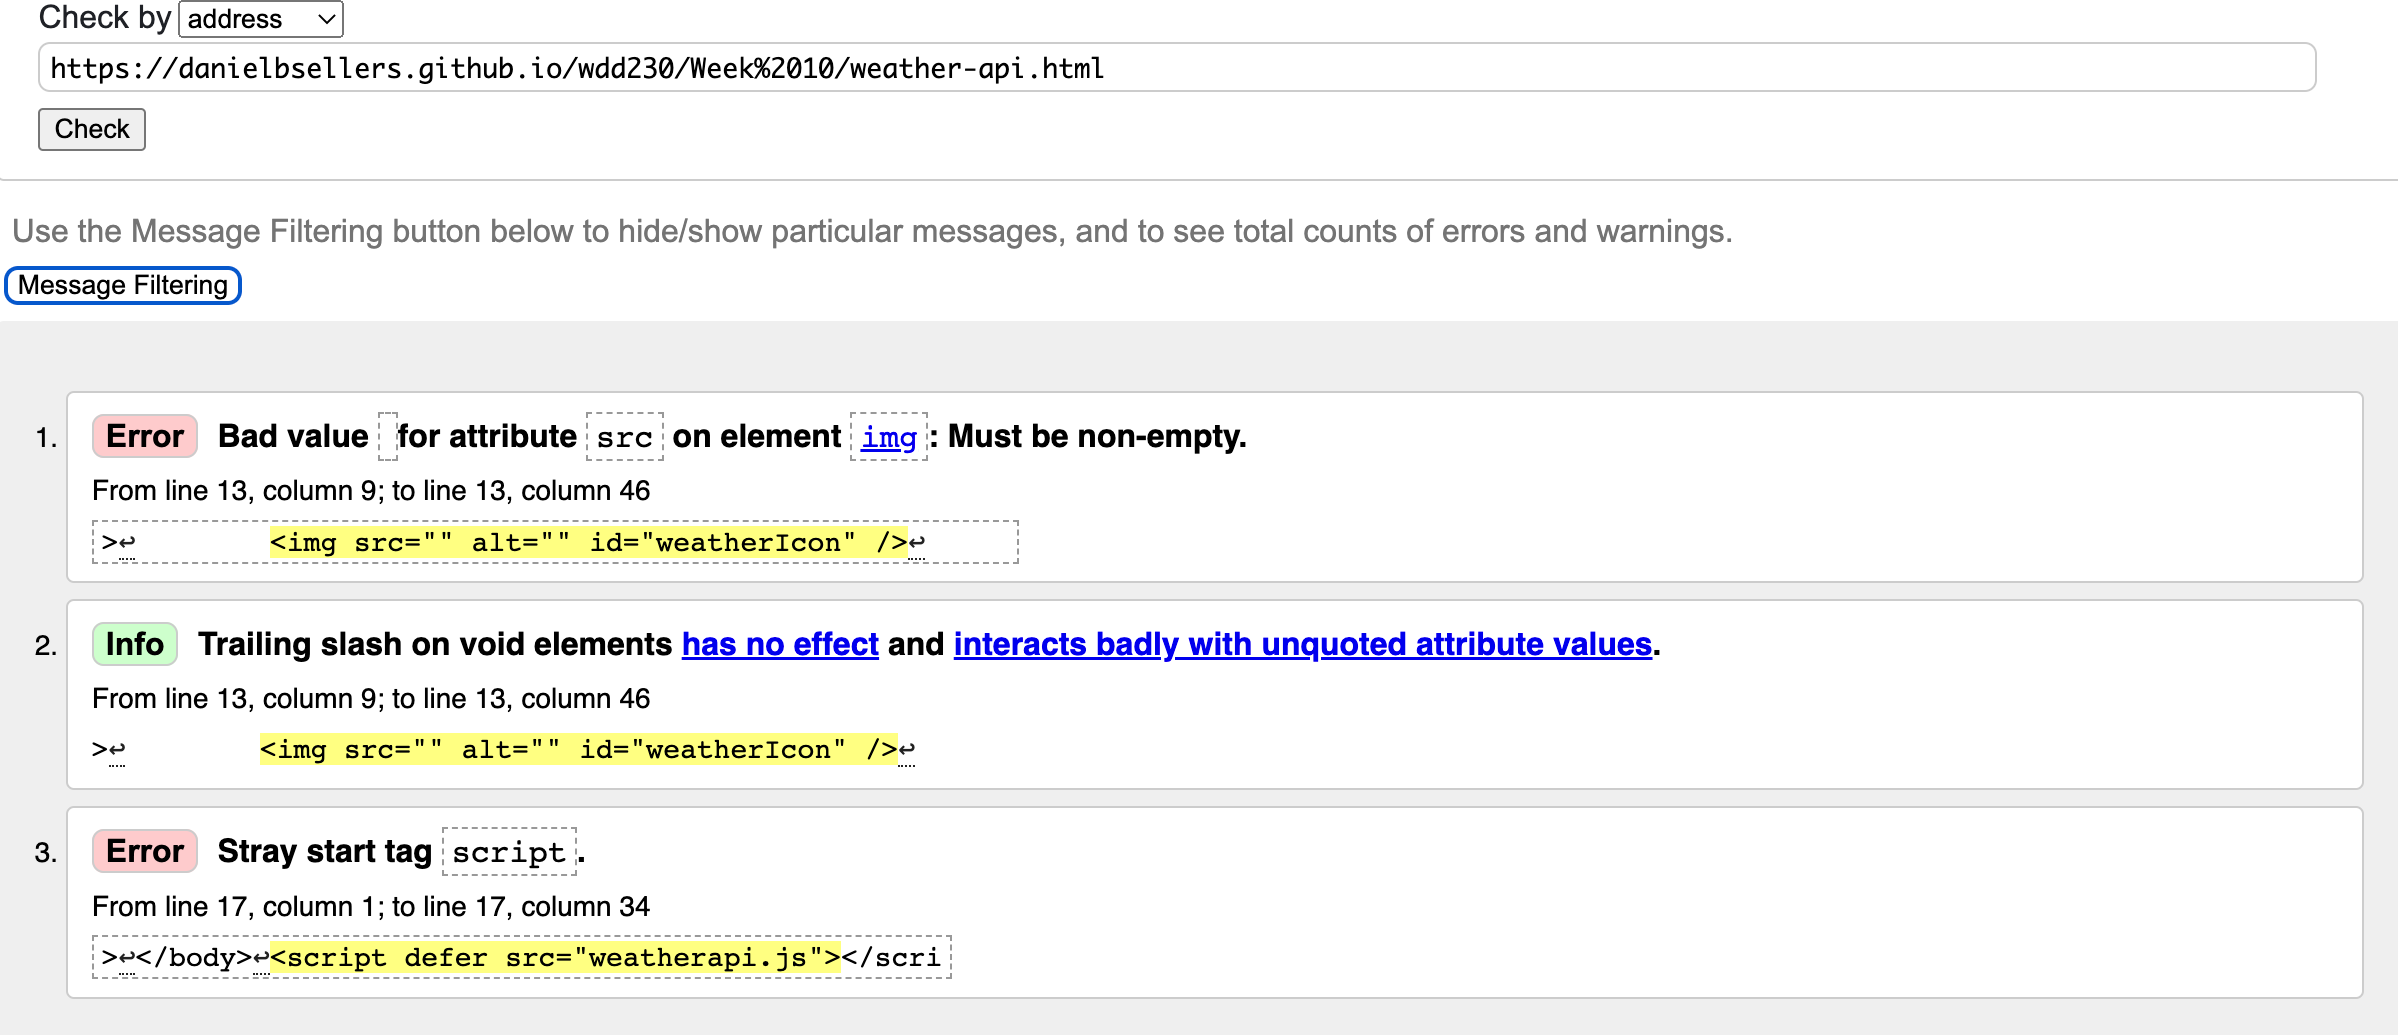 Check by address
https://danielbsellers.github.io/wdd230/Week%2010/weather-api.html
Check
Use the Message Filtering button below to hide/show particular messages, and to see total counts of errors and warnings.
Message Filtering
1. Error Bad value for attribute src on element img: Must be non-empty.
From line 13, column 9; to line 13, column 46
>↩ <img src="" alt="" id="weatherIcon" />↩
2. Info Trailing slash on void elements has no effect and interacts badly with unquoted attribute values.
From line 13, column 9; to line 13, column 46
>↩ <img src="" alt="" id="weatherIcon" />↩
3. Error Stray start tag script.
From line 17, column 1; to line 17, column 34
>↩</body>↩<script defer src="weatherapi.js"></scri